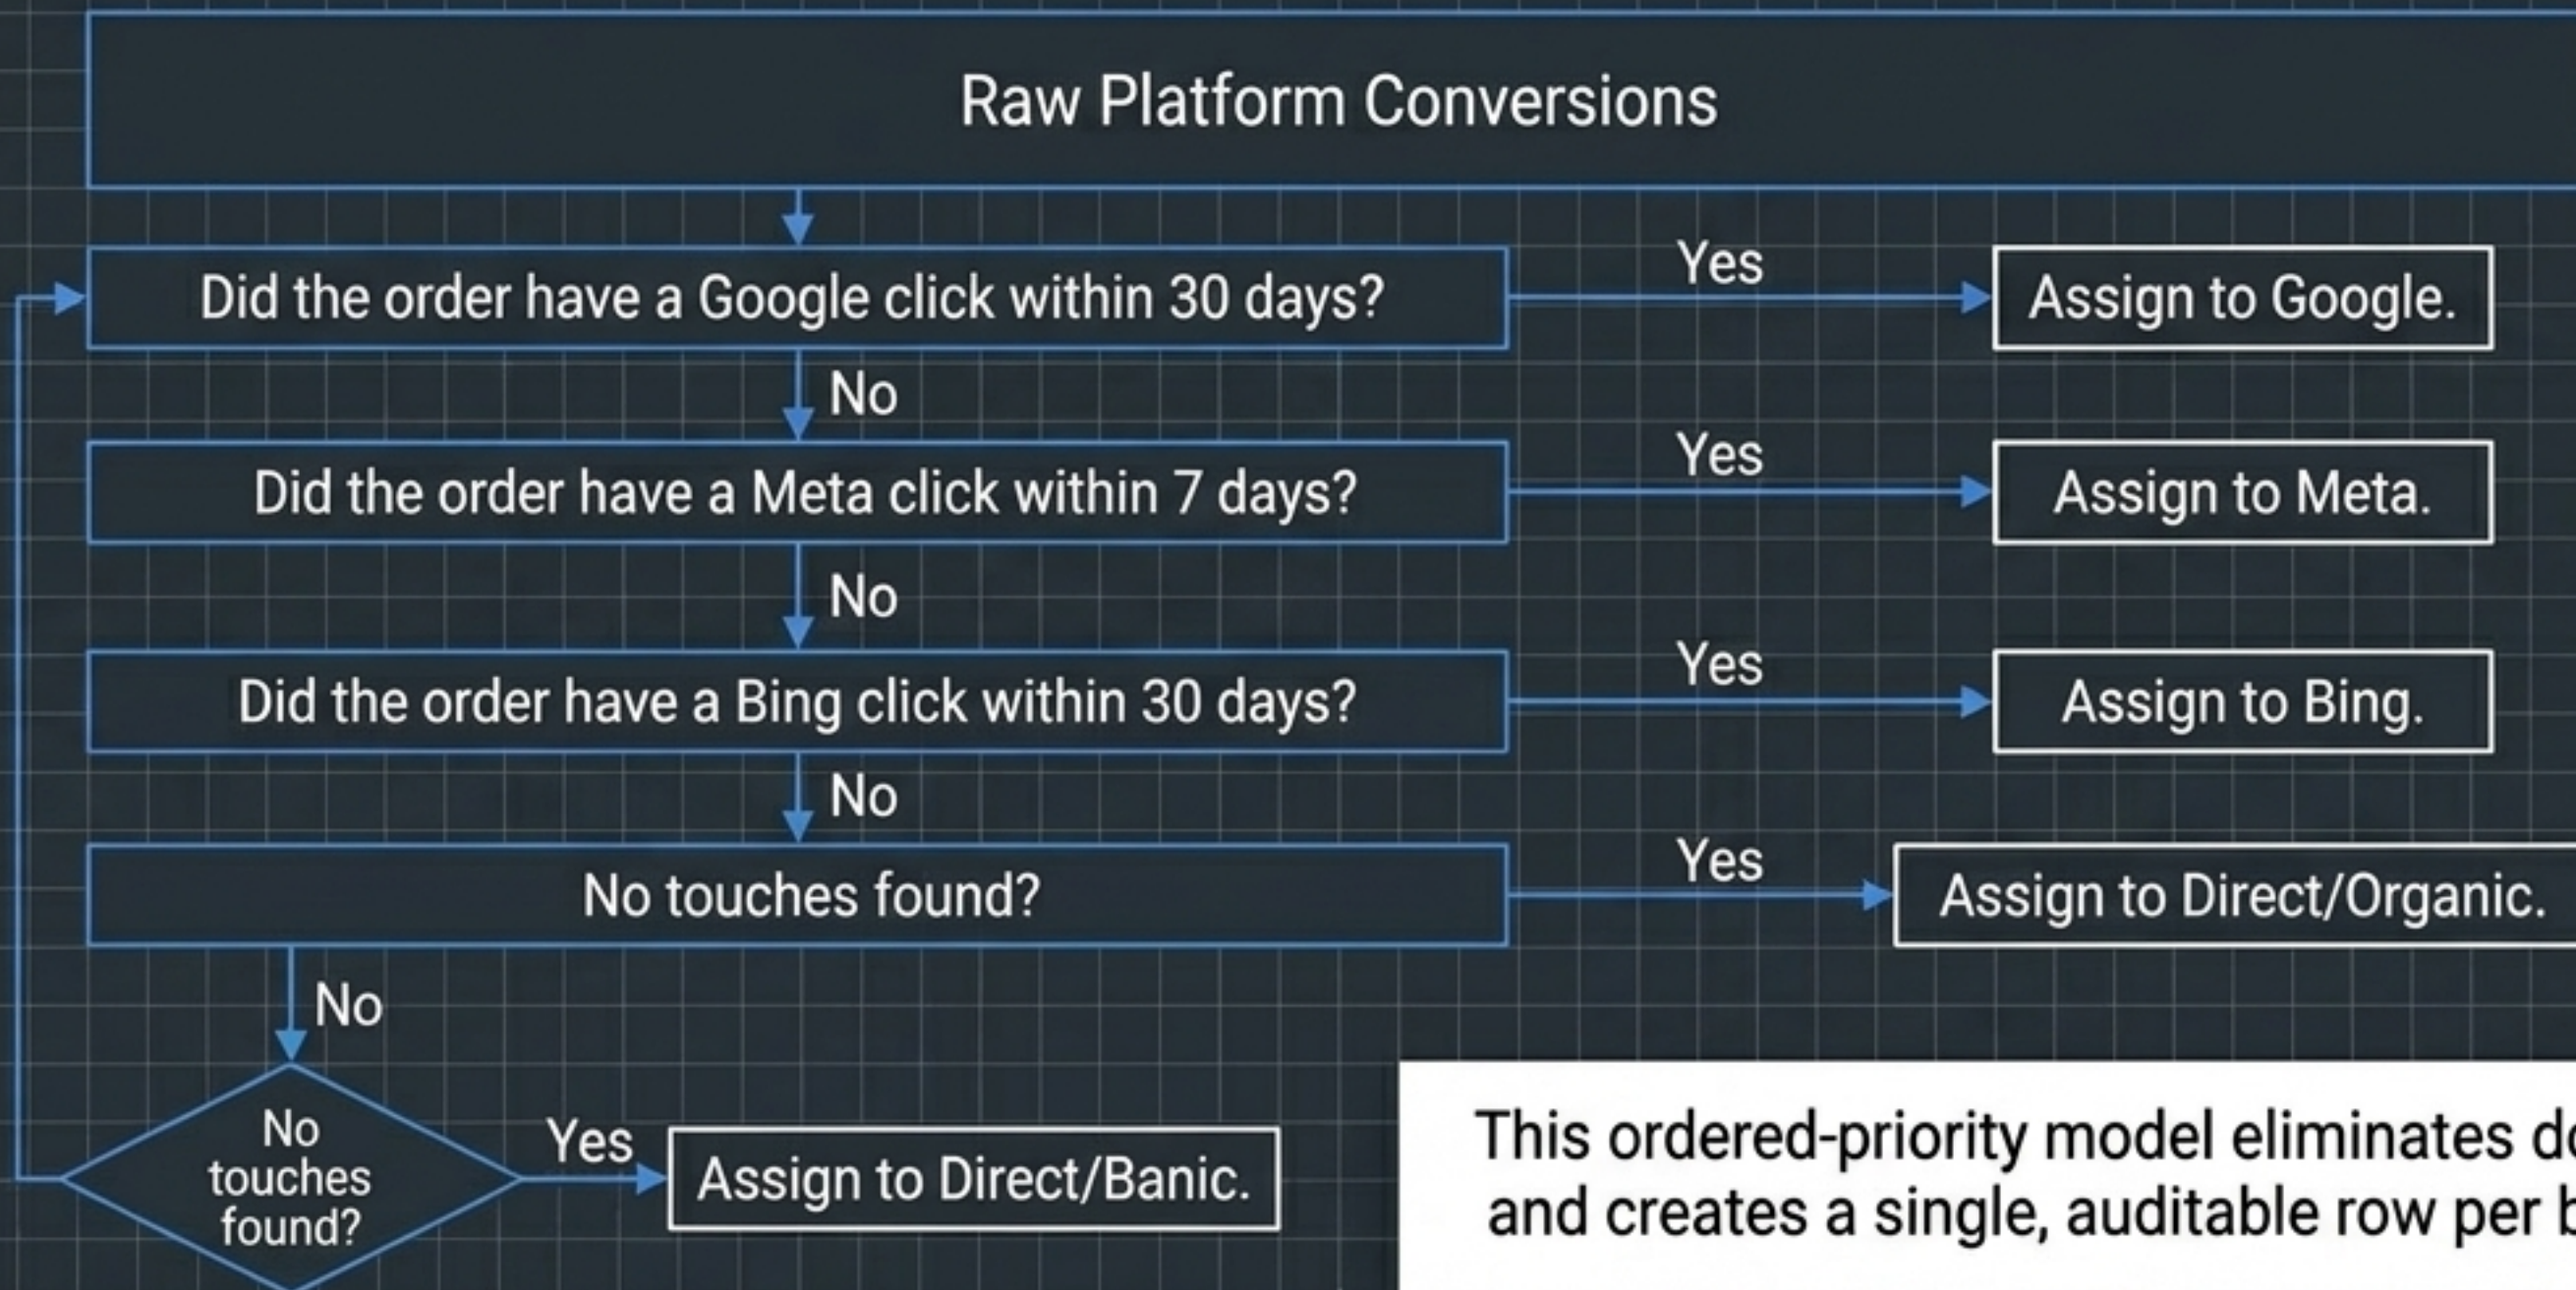 Raw Platform Conversions
Did the order have a Google click within 30 days?
Yes
Assign to Google.
No
Did the order have a Meta click within 7 days?
Yes
Assign to Meta.
No
Did the order have a Bing click within 30 days?
Yes
Assign to Bing.
No
No touches found?
Yes
Assign to Direct/Organic.
No
No
touches
found?
Yes
Assign to Direct/Banic.
This ordered-priority model eliminates
and creates a single, auditable row per